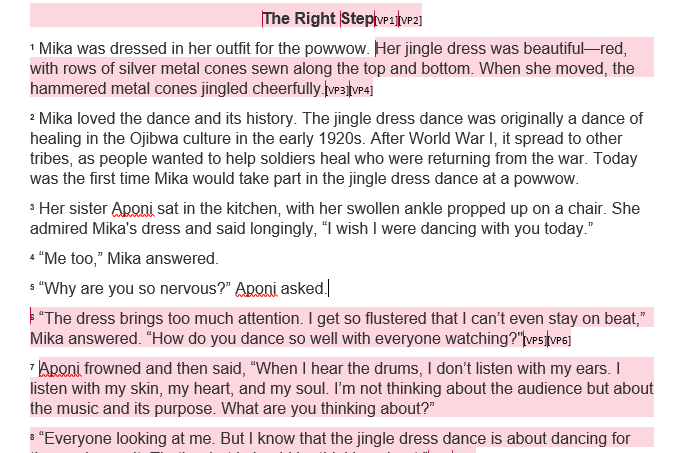 The Right Step[VP1][VP2]
¹ Mika was dressed in her outfit for the powwow. Her jingle dress was beautiful—red,
with rows of silver metal cones sewn along the top and bottom. When she moved, the
hammered metal cones jingled cheerfully.[VP3][VP4]
² Mika loved the dance and its history. The jingle dress was originally a dance of
healing in the Ojibwa culture in the early 1920s. After World War I, it spread to other
tribes, as people wanted to help soldiers heal who were returning from the war. Today
was the first time Mika would take part in the jingle dress dance at a powwow.
³ Her sister Aponi sat in the kitchen, with her swollen ankle propped up on a chair. She
admired Mika's dress and said longingly, “I wish I were dancing with you today.”
⁴ “Me too,” Mika answered.
⁵ “Why are you so nervous?” Aponi asked.
⁶ “The dress brings too much attention. I get so flustered that I can’t even stay on beat,”
Mika answered. “How do you dance so well with everyone watching?"[VP5][VP6]
⁷ Aponi frowned and then said, “When I hear the drums, I don’t listen with my ears. I
listen with my skin, my heart, and my soul. I’m not thinking about the audience but about
the music and its purpose. What are you thinking about?”
⁸ “Everyone looking at me. But I know that the jingle dress dance is about dancing for